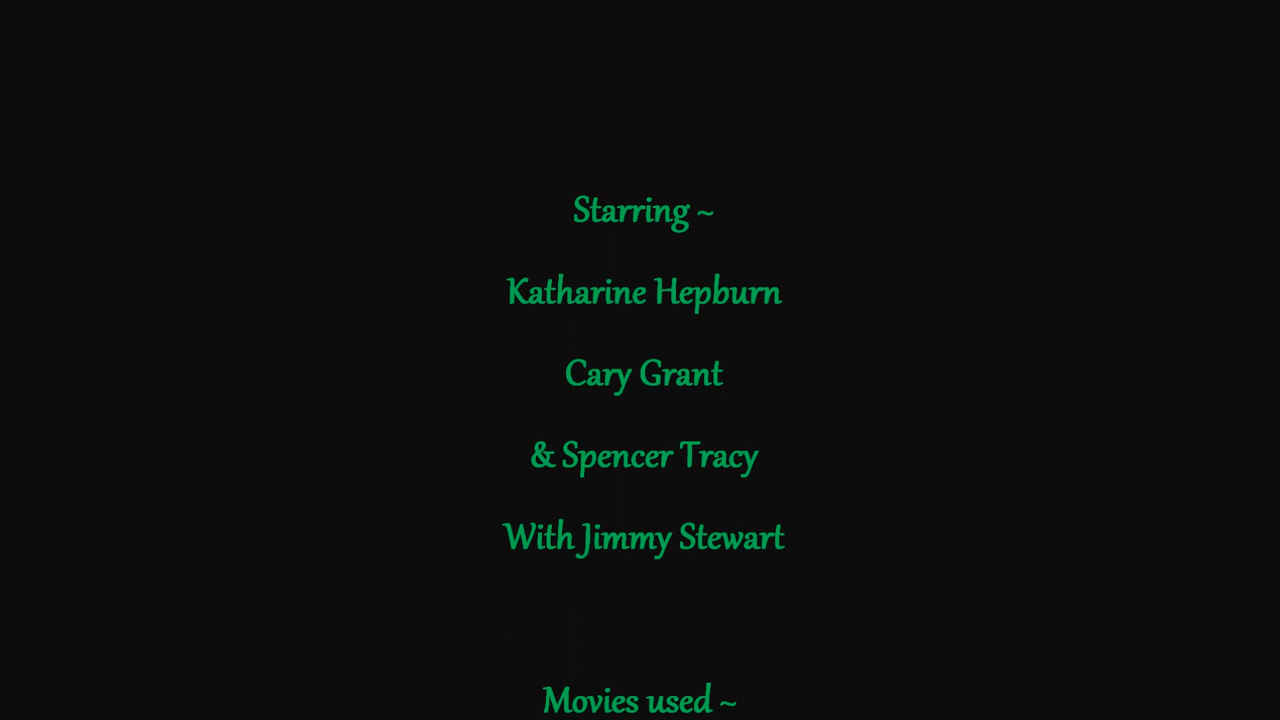 Starring ~
Katharine Hepburn
Cary Grant
& Spencer Tracy
With Jimmy Stewart
Movies used ~